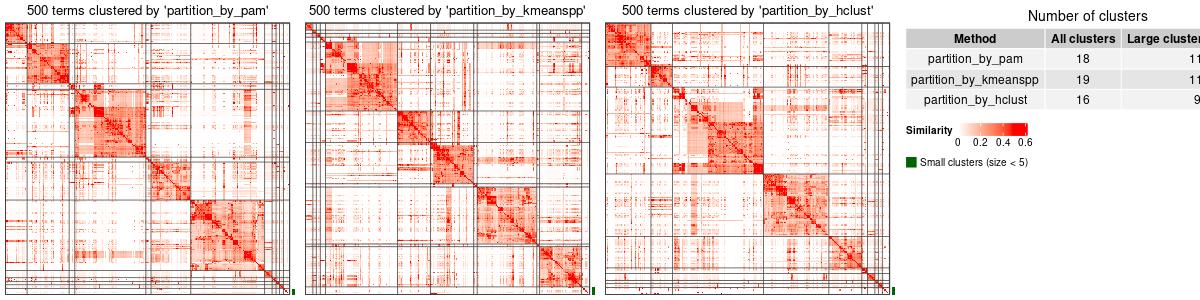 500 terms clustered by 'partition_by_pam'
500 terms clustered by 'partition_by_kmeanspp'
500 terms clustered by 'partition_by_hclust'
Number of clusters
Method All clusters Large cluster
partition_by_pam 18 11
partition_by_kmeanspp 19 11
partition_by_hclust 16 9
Similarity
0 0.2 0.4 0.6
Small clusters (size < 5)